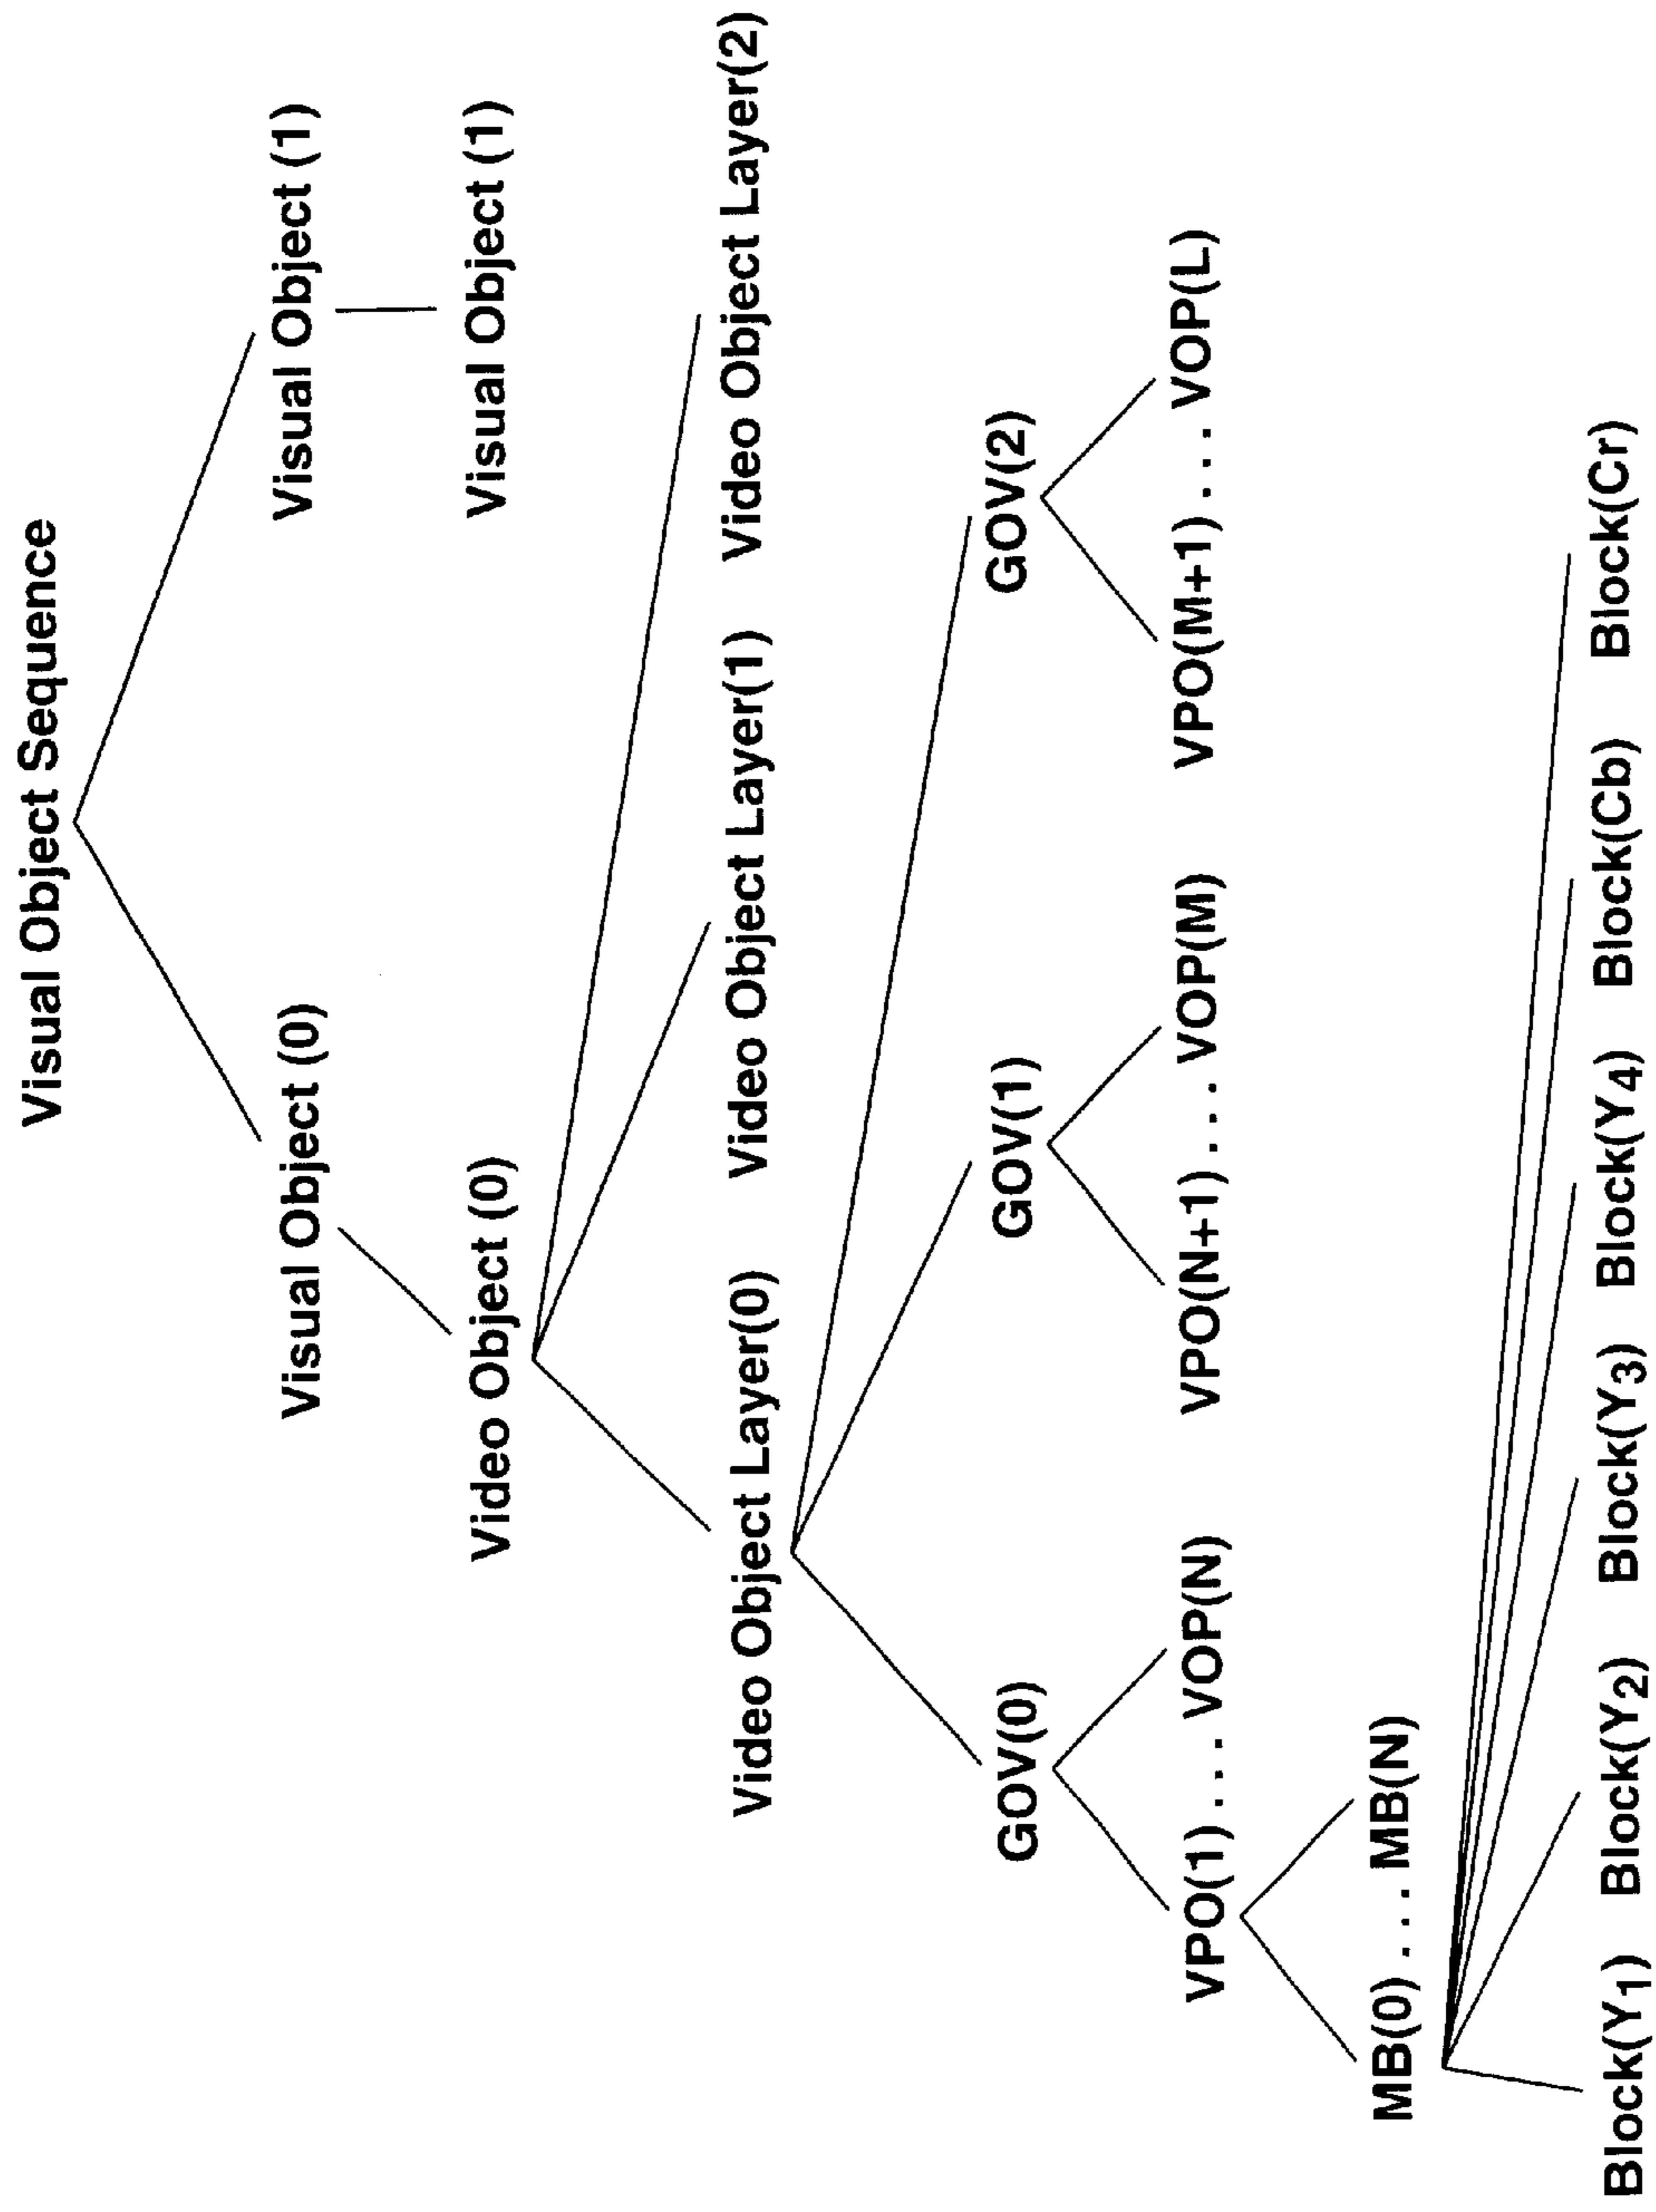 Visual Object Sequence
Visual Object (0) Visual Object (1)
Video Object (0) Visual Object (1)
Video Object Layer(0) Video Object Layer(1) Video Object Layer(2)
GOV(0) GOV(1) GOV(2)
VPO(1) . . . . VOP(N) VPO(N+1) . . . . VOP(M) VPO(M+1) . . . . VOP(L)
MB(0) . . . . MB(N)
Block(Y1) Block(Y2) Block(Y3) Block(Y4) Block(Cb) Block(Cr)